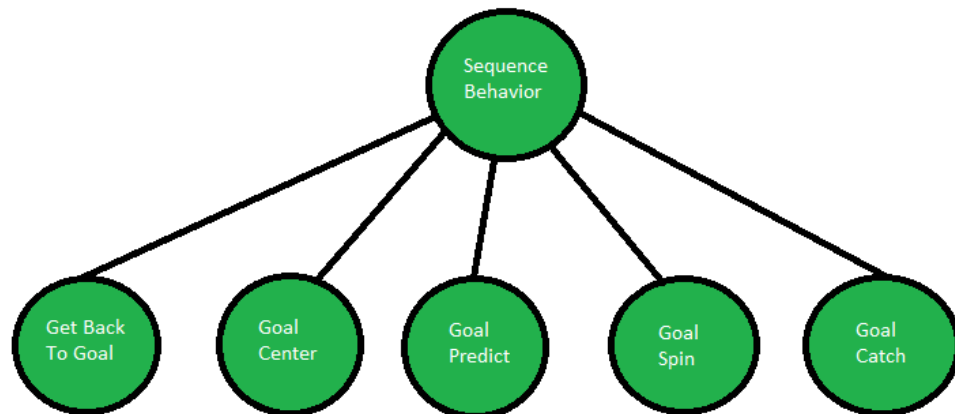 Sequence
Behavior
Get Back
To Goal
Goal
Center
Goal
Predict
Goal
Spin
Goal
Catch